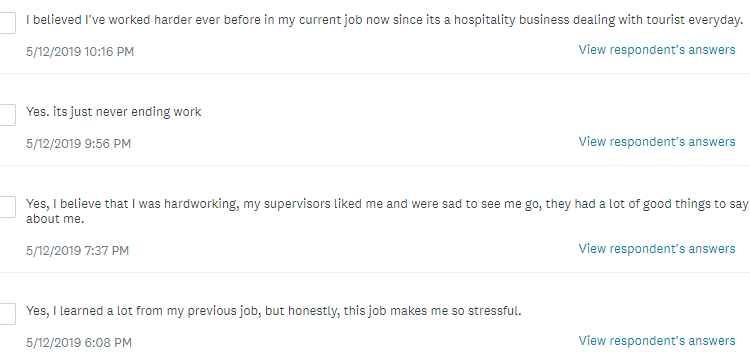 I believed I've worked harder ever before in my current job now since its a hospitality business dealing with tourist everyday.
5/12/2019 10:16 PM View respondent's answers
Yes. its just never ending work
5/12/2019 9:56 PM View respondent's answers
Yes, I believe that I was hardworking, my supervisors liked me and were sad to see me go, they had a lot of good things to say
about me.
5/12/2019 7:37 PM View respondent's answers
Yes, I learned a lot from my previous job, but honestly, this job makes me so stressful.
5/12/2019 6:08 PM View respondent's answers